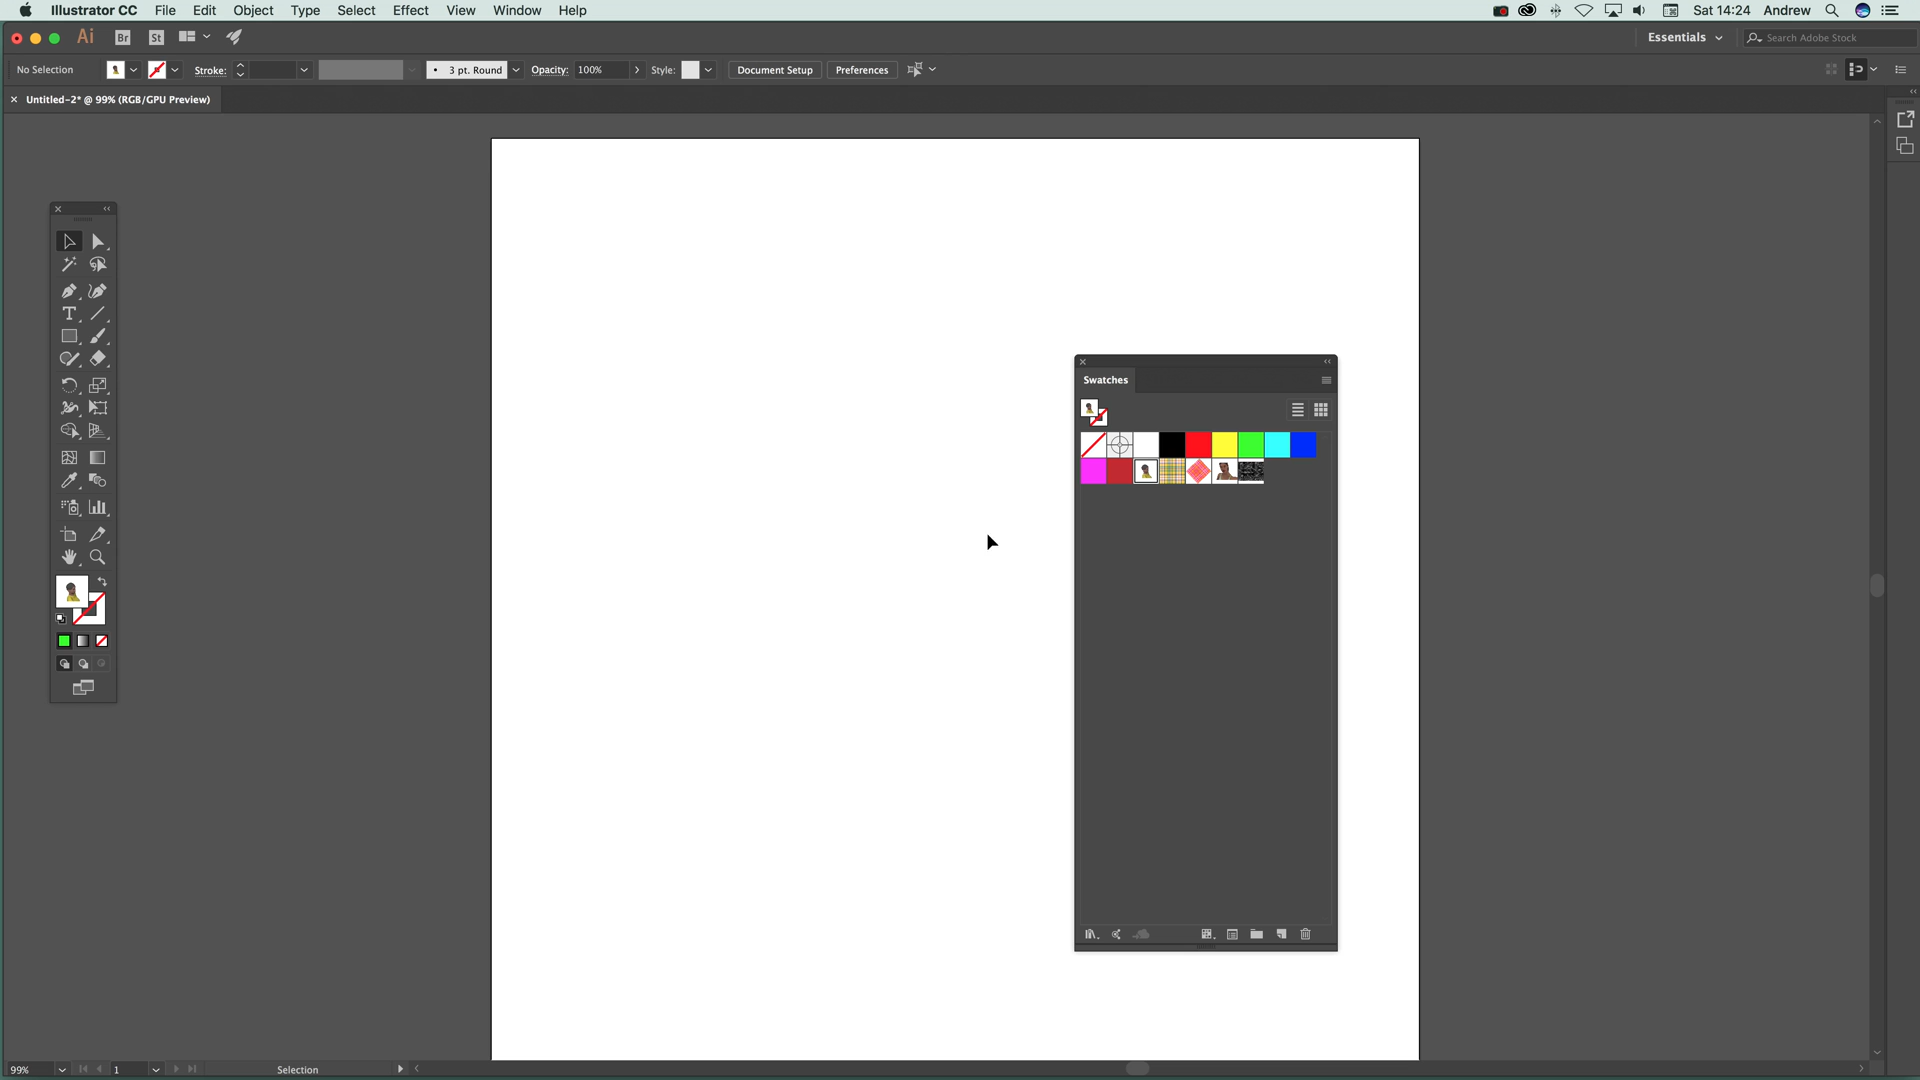 Illustrator CC File Edit Object Type Select Effect View Window Help Sat 14:24 Andrew
Ai Br St Essentials Search Adobe Stock
No Selection Stroke: 3 pt. Round Opacity: 100% Style: Document Setup Preferences
Untitled-2* @ 99% (RGB/GPU Preview)
Swatches
99% 1 Selection